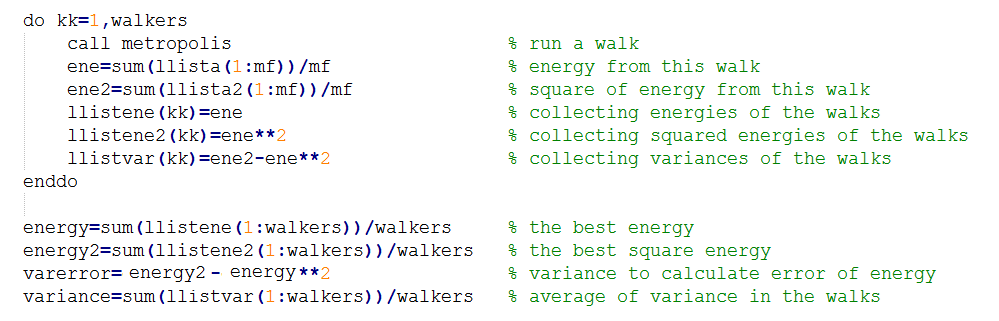 do kk=1,walkers
    call metropolis % run a walk
    ene=sum(llista(1:mf))/mf % energy from this walk
    ene2=sum(llista2(1:mf))/mf % square of energy from this walk
    llistene(kk)=ene % collecting energies of the walks
    llistene2(kk)=ene**2 % collecting squared energies of the walks
    llistvar(kk)=ene2-ene**2 % collecting variances of the walks
enddo
energy=sum(llistene(1:walkers))/walkers % the best energy
energy2=sum(llistene2(1:walkers))/walkers % the best square energy
varerror= energy2 - energy**2 % variance to calculate error of energy
variance=sum(llistvar(1:walkers))/walkers % average of variance in the walks